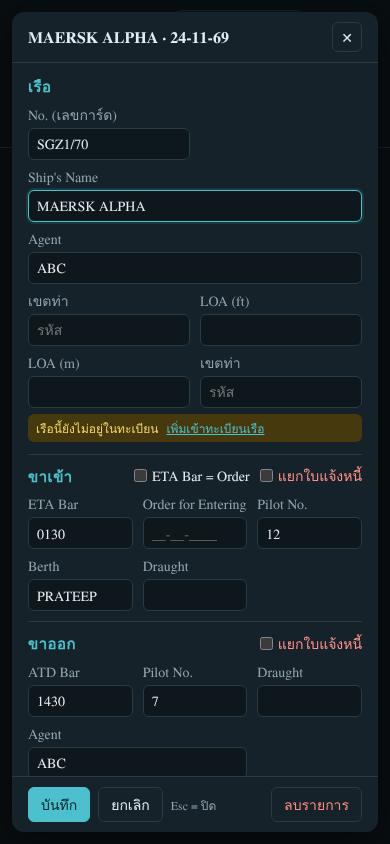 MAERSK ALPHA · 24-11-69 ✕
เรือ
No. (เลขการ์ด)
SGZ1/70
Ship's Name
MAERSK ALPHA
Agent
ABC
เขตท่า LOA (ft)
รหัส
LOA (m) เขตท่า
รหัส
เรือนี้ยังไม่อยู่ในทะเบียน เพิ่มเข้าทะเบียนเรือ
ขาเข้า ETA Bar = Order แยกใบแจ้งหนี้
ETA Bar Order for Entering Pilot No.
0130 __-__-____ 12
Berth Draught
PRATEEP
ขาออก แยกใบแจ้งหนี้
ATD Bar Pilot No. Draught
1430 7
Agent
ABC
บันทึก ยกเลิก Esc = ปิด ลบรายการ